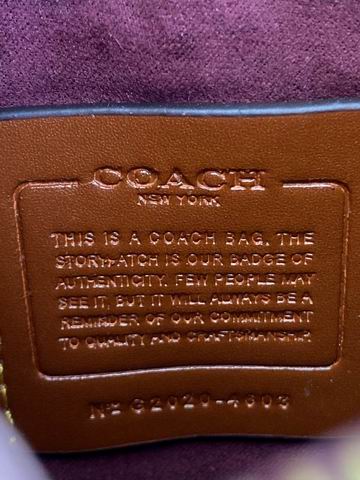 COACH
NEW YORK
THIS IS A COACH BAG. THE
STORYPATCH IS OUR BADGE OF
AUTHENTICITY. FEW PEOPLE MAY
SEE IT, BUT IT WILL ALWAYS BE A
REMINDER OF OUR COMMITMENT
TO QUALITY AND CRAFTSMANSHIP.
Nº C2020-4603